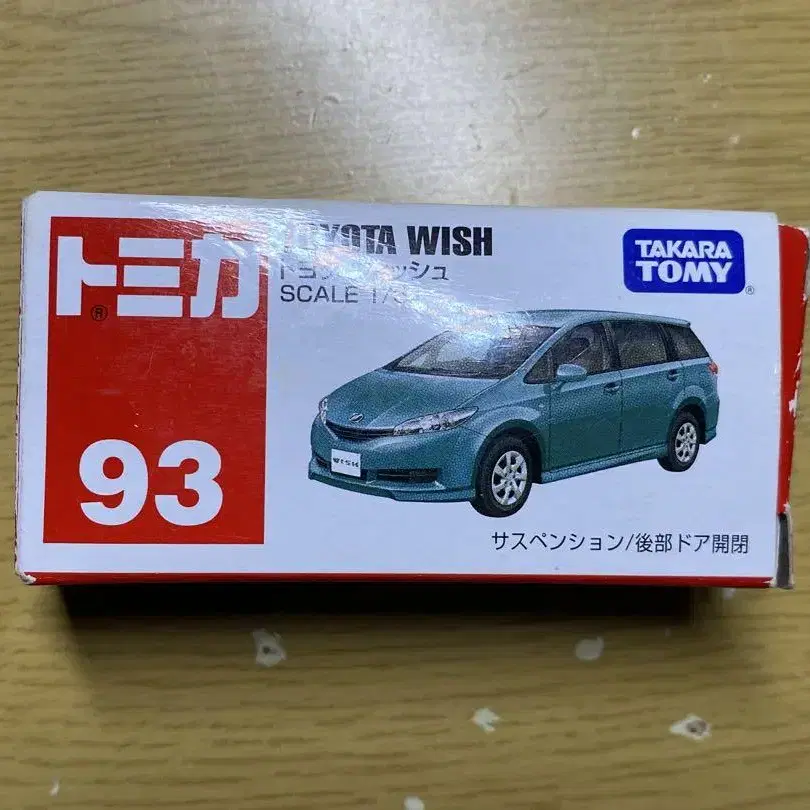 トミカ
®
93
TOYOTA WISH
トヨタ ウィッシュ
SCALE 1/
TAKARA
TOMY
®
WISH
サスペンション/後部ドア開閉